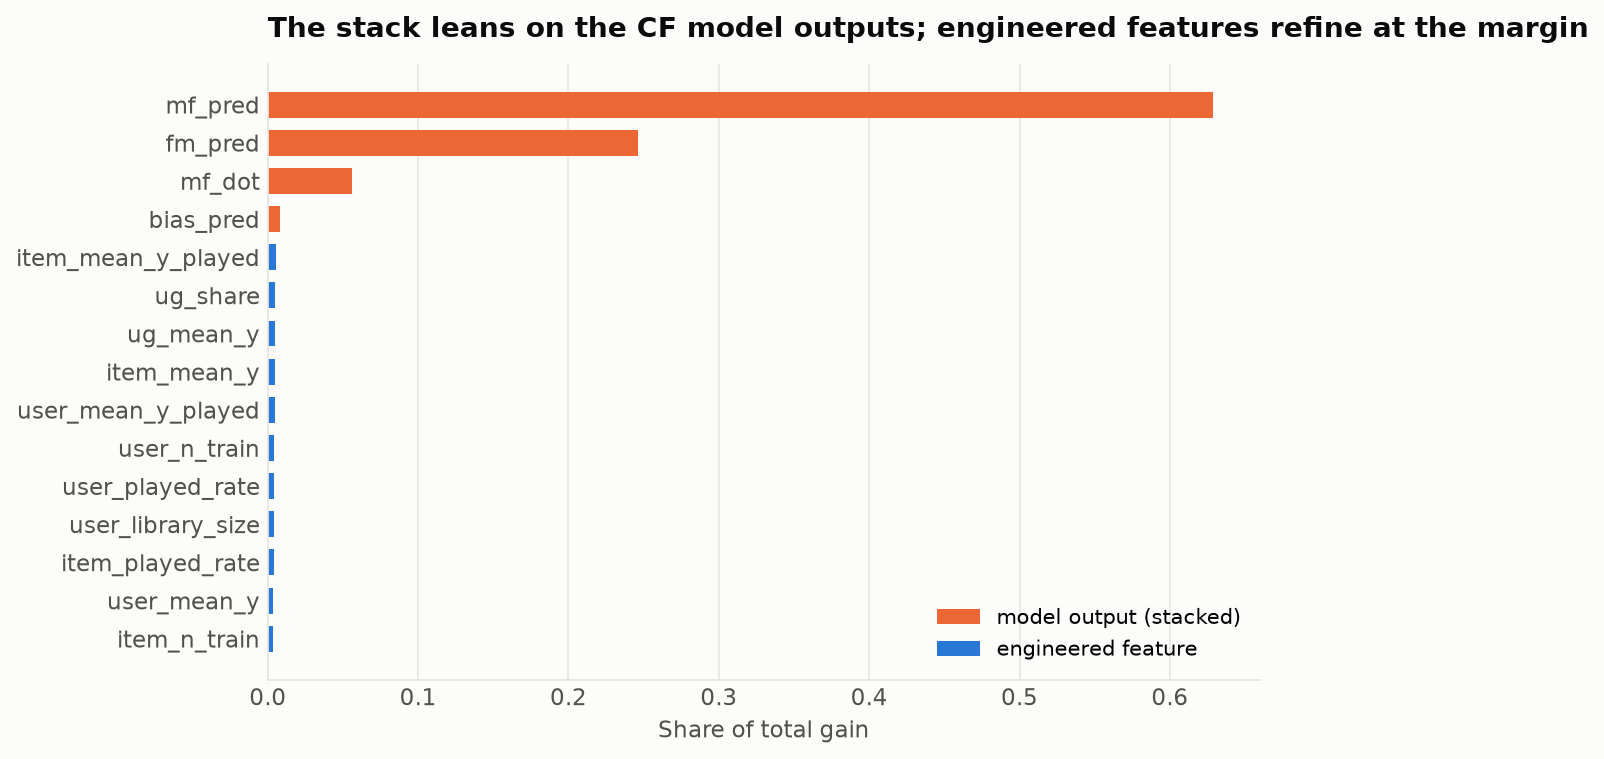 The stack leans on the CF model outputs; engineered features refine at the margin
mf_pred
fm_pred
mf_dot
bias_pred
item_mean_y_played
ug_share
ug_mean_y
item_mean_y
user_mean_y_played
user_n_train
user_played_rate
user_library_size
item_played_rate
user_mean_y
item_n_train
model output (stacked)
engineered feature
0.0 0.1 0.2 0.3 0.4 0.5 0.6
Share of total gain